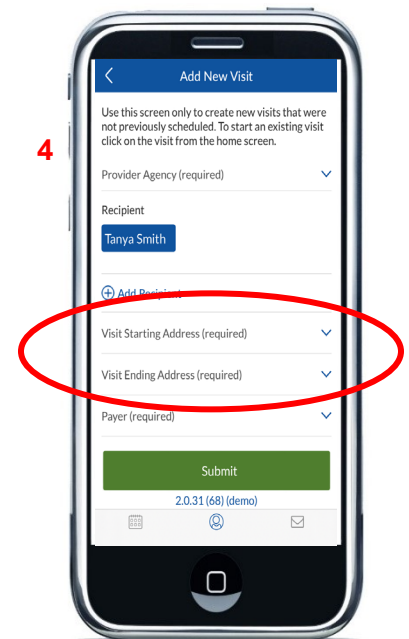 Add New Visit
Use this screen only to create new visits that were
not previously scheduled. To start an existing visit
click on the visit from the home screen.
4
Provider Agency (required)
Recipient
Tanya Smith
Add Recipient
Visit Starting Address (required)
Visit Ending Address (required)
Payer (required)
Submit
2.0.31 (68) (demo)